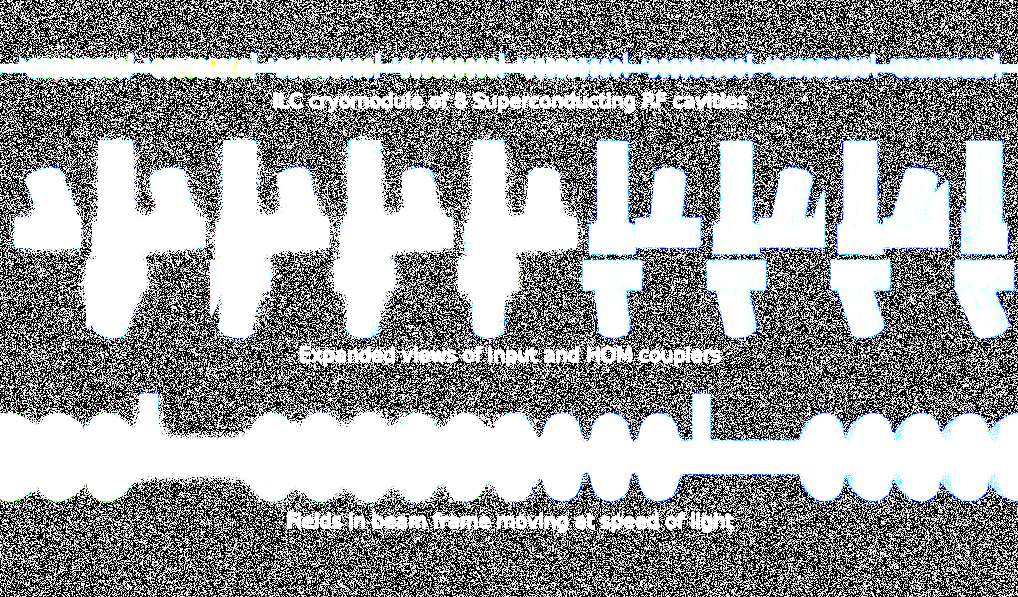 ILC cryomodule of 8 Superconducting RF cavities
Expanded views of input and HOM couplers
Fields in beam frame moving at speed of light